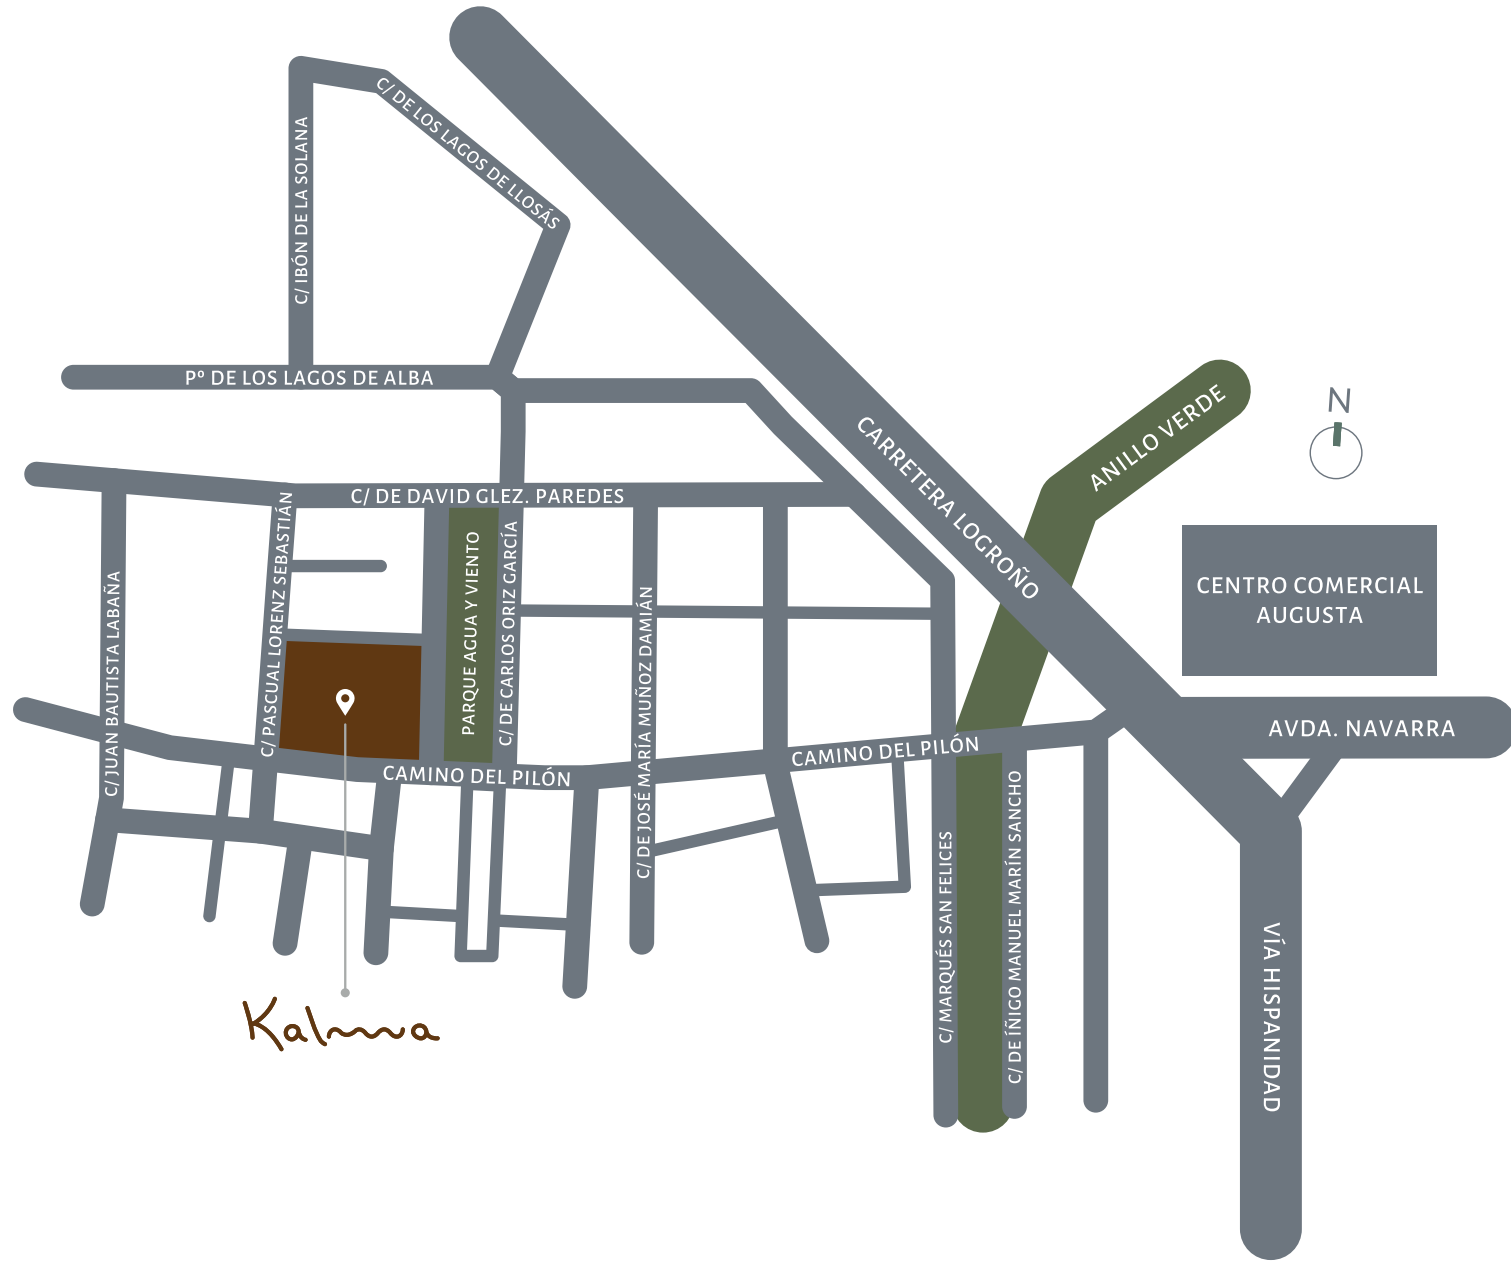 C/ DE LOS LAGOS DE LLOSÁS
C/ IBÓN DE LA SOLANA
Pº DE LOS LAGOS DE ALBA
CARRETERA LOGROÑO
ANILLO VERDE
N
C/ DE DAVID GLEZ. PAREDES
C/ PASCUAL LORENZ SEBASTIÁN
PARQUE AGUA Y VIENTO
C/ DE CARLOS ORIZ GARCÍA
C/ JUAN BAUTISTA LABAÑA
C/ DE JOSÉ MARÍA MUÑOZ DAMIÁN
CENTRO COMERCIAL
AUGUSTA
AVDA. NAVARRA
CAMINO DEL PILÓN
CAMINO DEL PILÓN
C/ MARQUÉS SAN FELICES
C/ DE ÍÑIGO MANUEL MARÍN SANCHO
VÍA HISPANIDAD
Kalma